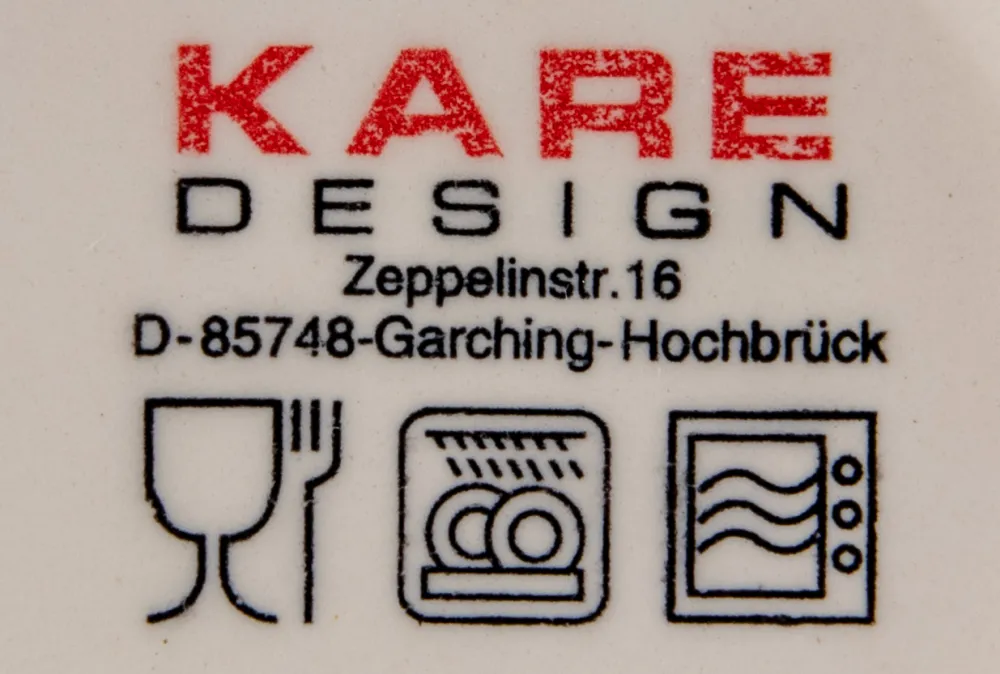 KARE
DESIGN
Zeppelinstr.16
D-85748-Garching-Hochbrück